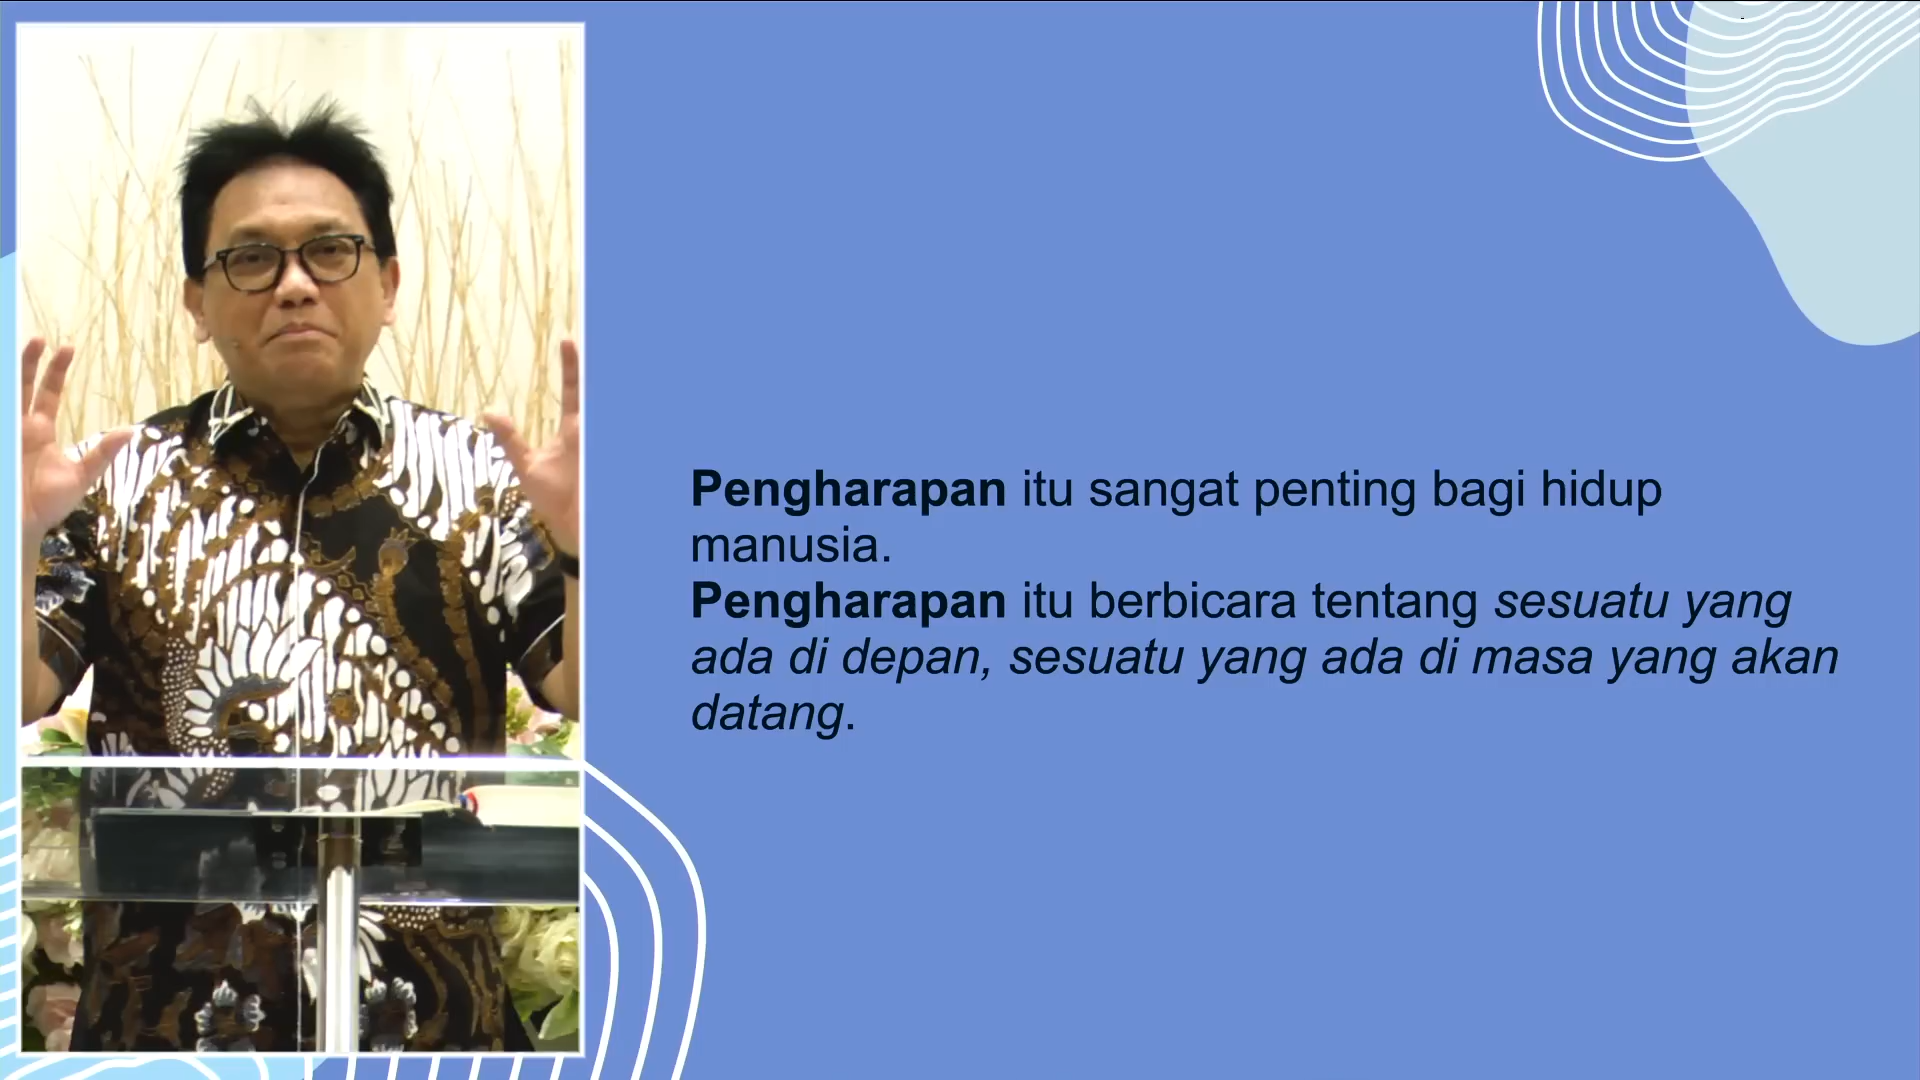 Pengharapan itu sangat penting bagi hidup
manusia.
Pengharapan itu berbicara tentang sesuatu yang
ada di depan, sesuatu yang ada di masa yang akan
datang.